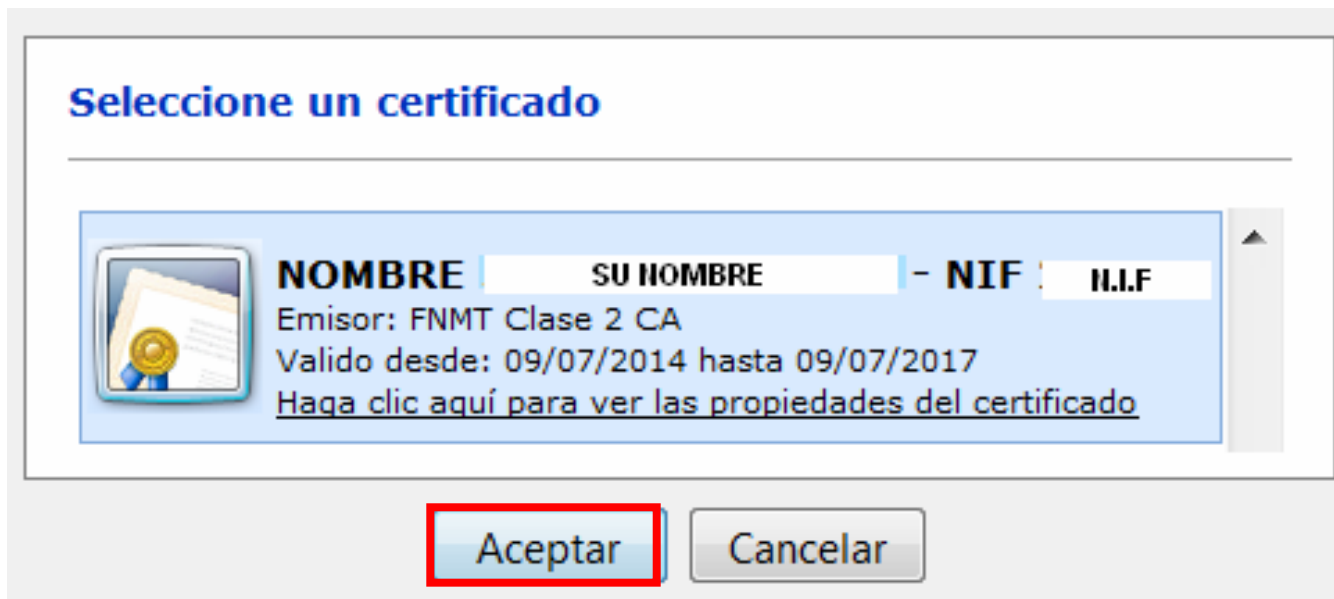 Seleccione un certificado
NOMBRE SU NOMBRE - NIF N.I.F
Emisor: FNMT Clase 2 CA
Valido desde: 09/07/2014 hasta 09/07/2017
Haga clic aquí para ver las propiedades del certificado
Aceptar Cancelar